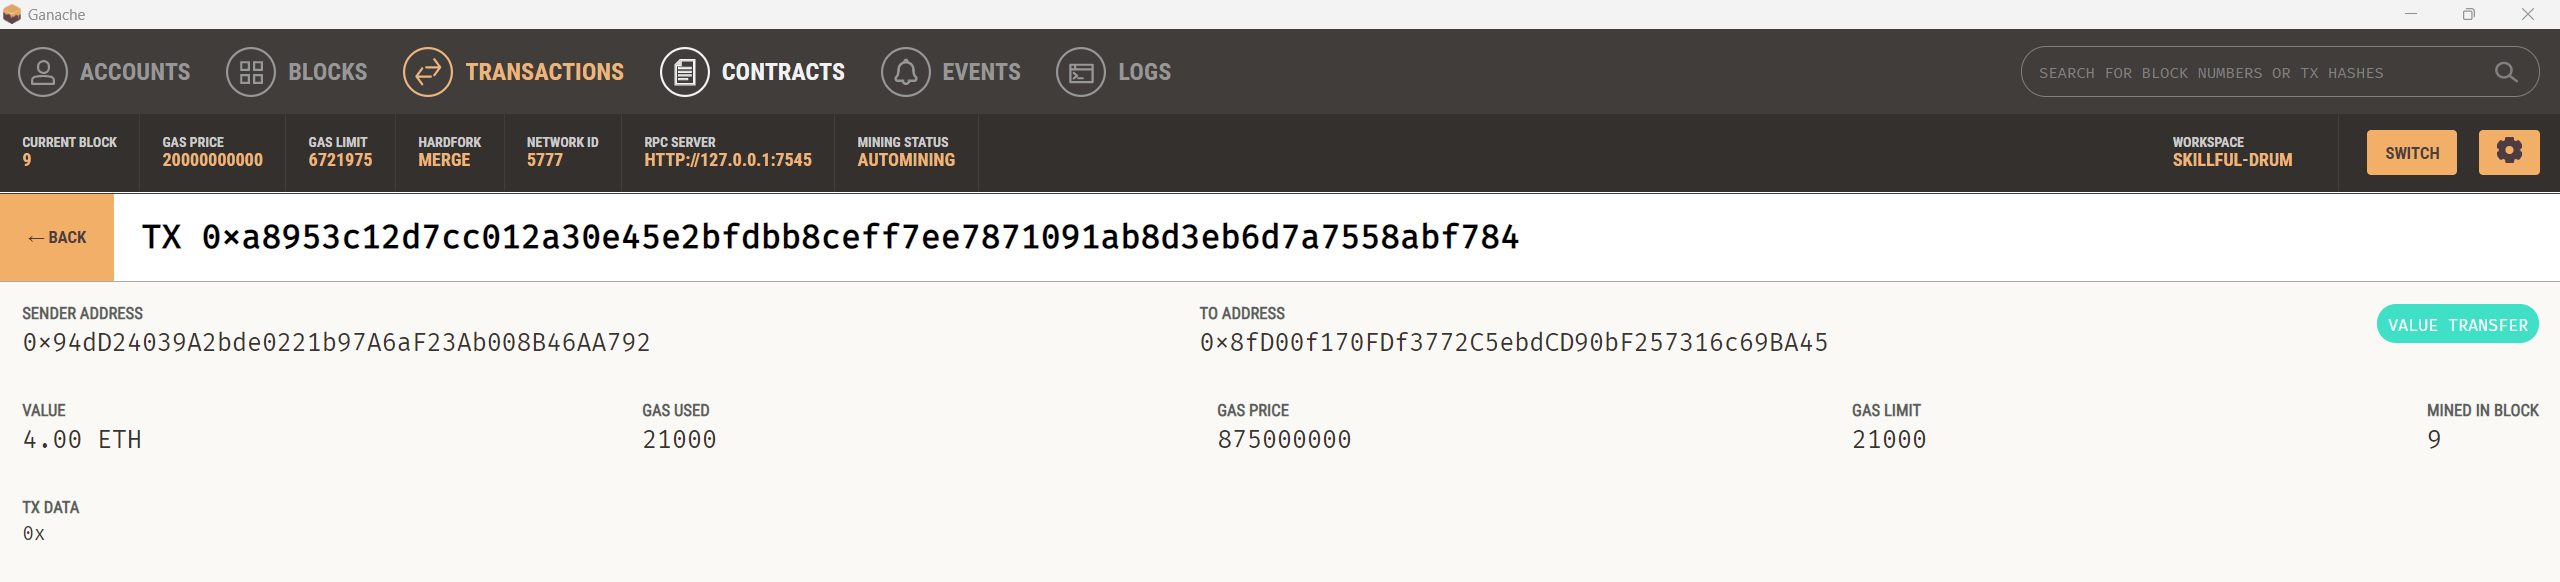 Ganache
ACCOUNTS BLOCKS TRANSACTIONS CONTRACTS EVENTS LOGS SEARCH FOR BLOCK NUMBERS OR TX HASHES
CURRENT BLOCK GAS PRICE GAS LIMIT HARDFORK NETWORK ID RPC SERVER MINING STATUS WORKSPACE
9 20000000000 6721975 MERGE 5777 HTTP://127.0.0.1:7545 AUTOMINING SKILLFUL-DRUM SWITCH
← BACK TX 0×a8953c12d7cc012a30e45e2bfdbb8ceff7ee7871091ab8d3eb6d7a7558abf784
SENDER ADDRESS TO ADDRESS
0×94dD24039A2bde0221b97A6aF23Ab008B46AA792 0×8fD00f170FDf3772C5ebdCD90bF257316c69BA45 VALUE TRANSFER
VALUE GAS USED GAS PRICE GAS LIMIT MINED IN BLOCK
4.00 ETH 21000 875000000 21000 9
TX DATA
0x